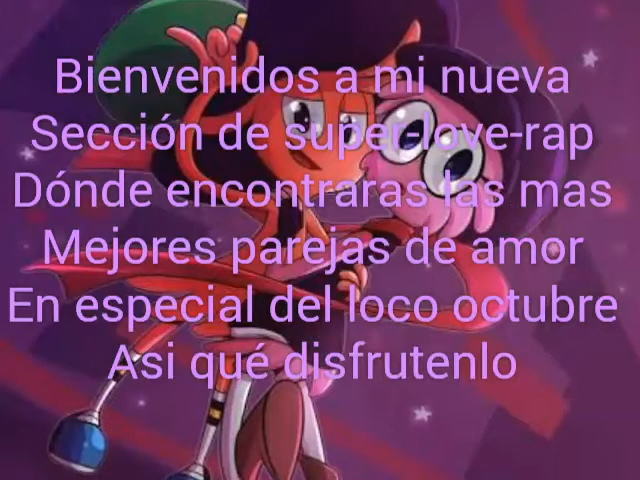 Bienvenidos a mi nueva
Sección de super-love-rap
Dónde encontraras las mas
Mejores parejas de amor
En especial del loco octubre
Asi qué disfrutenlo